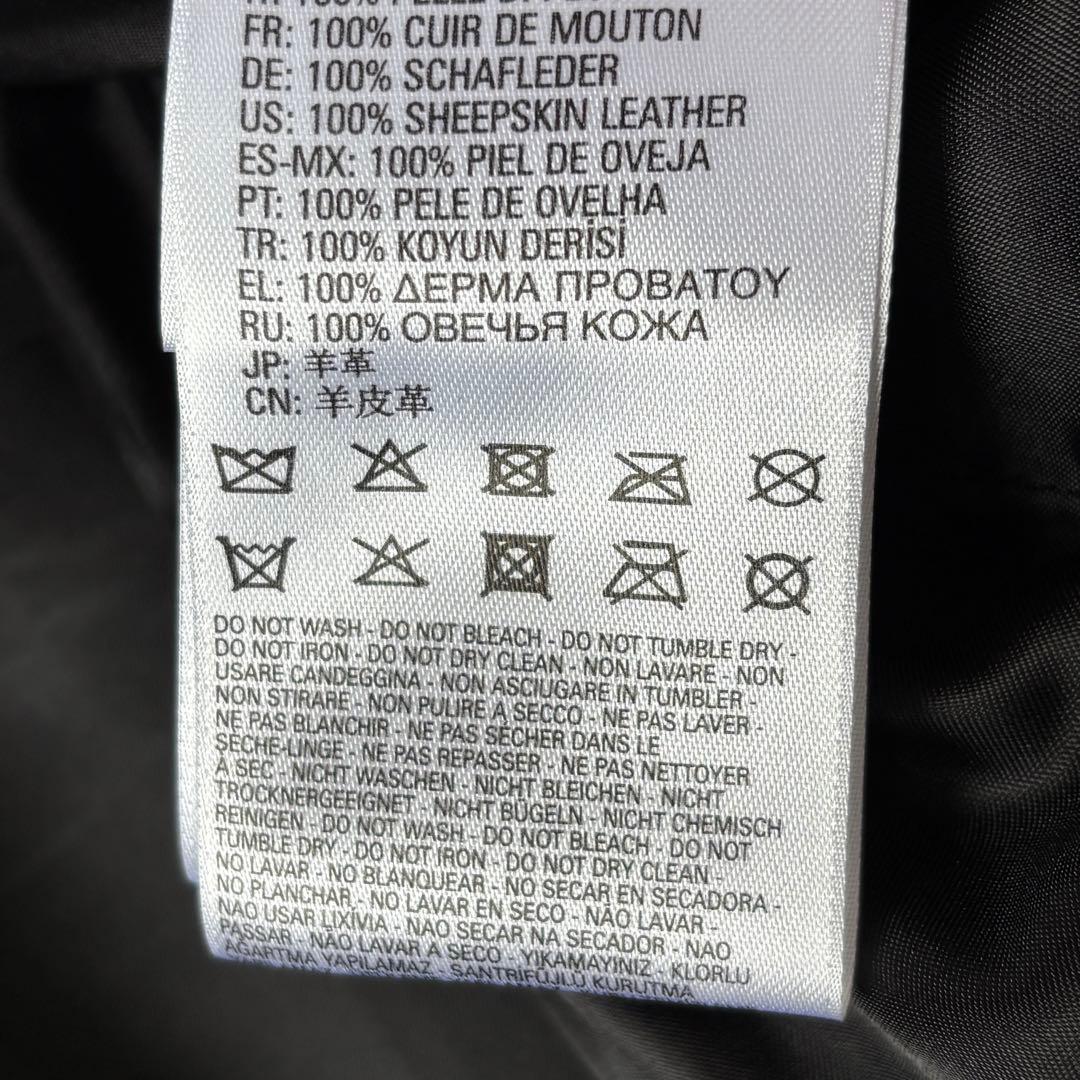 FR: 100% CUIR DE MOUTON
DE: 100% SCHAFLEDER
US: 100% SHEEPSKIN LEATHER
ES-MX: 100% PIEL DE OVEJA
PT: 100% PELE DE OVELHA
TR: 100% KOYUN DERİSİ
EL: 100% ΔΕΡΜΑ ΠΡΟΒΑΤΟΥ
RU: 100% ОВЕЧЬЯ КОЖА
JP: 羊革
CN: 羊皮革
DO NOT WASH - DO NOT BLEACH - DO NOT TUMBLE DRY -
DO NOT IRON - DO NOT DRY CLEAN - NON LAVARE - NON
USARE CANDEGGINA - NON ASCIUGARE IN TUMBLER -
NON STIRARE - NON PULIRE A SECCO - NE PAS LAVER -
NE PAS BLANCHIR - NE PAS SECHER DANS LE
SECHE-LINGE - NE PAS REPASSER - NE PAS NETTOYER
A SEC - NICHT WASCHEN - NICHT BLEICHEN - NICHT
TROCKNERGEEIGNET - NICHT BÜGELN - NICHT CHEMISCH
REINIGEN - DO NOT WASH - DO NOT BLEACH - DO NOT
TUMBLE DRY - DO NOT IRON - DO NOT DRY CLEAN -
NO LAVAR - NO BLANQUEAR - NO SECAR EN SECADORA -
NO PLANCHAR - NO LAVAR EN SECO - NÃO LAVAR -
NAO USAR LIXÍVIA - NAO SECAR NA SECADOR - NAO
PASSAR - NÃO LAVAR A SECO - YIKAMAYINIZ - KLORLU
AĞARTMA YAPILAMAZ SANTRİFÜJLÜ KURUTMA